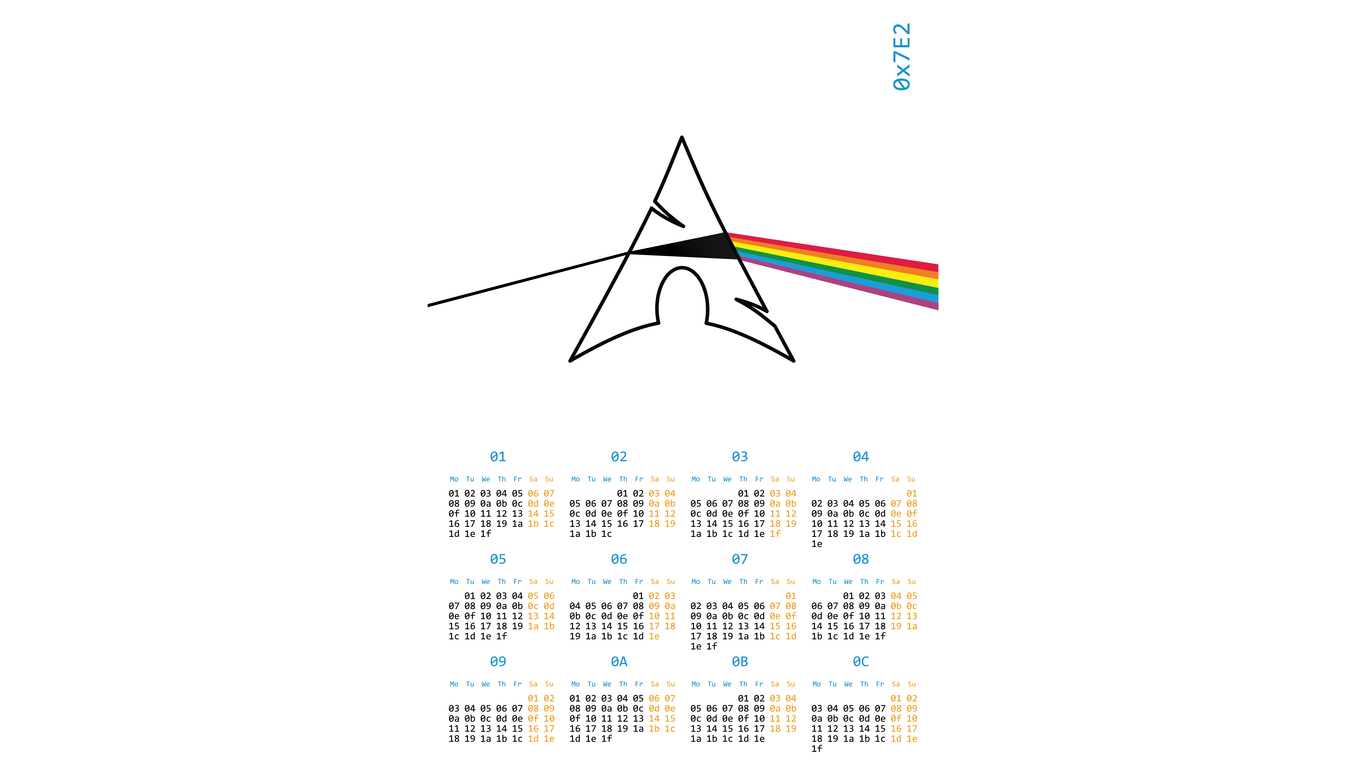 0x7E2
01 02 03 04
Mo Tu We Th Fr Sa Su Mo Tu We Th Fr Sa Su Mo Tu We Th Fr Sa Su Mo Tu We Th Fr Sa Su
01 02 03 04 05 06 07 01 02 03 04 01 02 03 04 01
08 09 0a 0b 0c 0d 0e 05 06 07 08 09 0a 0b 05 06 07 08 09 0a 0b 02 03 04 05 06 07 08
0f 10 11 12 13 14 15 0c 0d 0e 0f 10 11 12 0c 0d 0e 0f 10 11 12 09 0a 0b 0c 0d 0e 0f
16 17 18 19 1a 1b 1c 13 14 15 16 17 18 19 13 14 15 16 17 18 19 10 11 12 13 14 15 16
1d 1e 1f 1a 1b 1c 1a 1b 1c 1d 1e 1f 17 18 19 1a 1b 1c 1d
1e
05 06 07 08
Mo Tu We Th Fr Sa Su Mo Tu We Th Fr Sa Su Mo Tu We Th Fr Sa Su Mo Tu We Th Fr Sa Su
01 02 03 04 05 06 01 02 03 01 01 02 03 04 05
07 08 09 0a 0b 0c 0d 04 05 06 07 08 09 0a 02 03 04 05 06 07 08 06 07 08 09 0a 0b 0c
0e 0f 10 11 12 13 14 0b 0c 0d 0e 0f 10 11 09 0a 0b 0c 0d 0e 0f 0d 0e 0f 10 11 12 13
15 16 17 18 19 1a 1b 12 13 14 15 16 17 18 10 11 12 13 14 15 16 14 15 16 17 18 19 1a
1c 1d 1e 1f 19 1a 1b 1c 1d 1e 17 18 19 1a 1b 1c 1d 1b 1c 1d 1e 1f
1e 1f
09 0A 0B 0C
Mo Tu We Th Fr Sa Su Mo Tu We Th Fr Sa Su Mo Tu We Th Fr Sa Su Mo Tu We Th Fr Sa Su
01 02 01 02 03 04 05 06 07 01 02 03 04 01 02
03 04 05 06 07 08 09 08 09 0a 0b 0c 0d 0e 05 06 07 08 09 0a 0b 03 04 05 06 07 08 09
0a 0b 0c 0d 0e 0f 10 0f 10 11 12 13 14 15 0c 0d 0e 0f 10 11 12 0a 0b 0c 0d 0e 0f 10
11 12 13 14 15 16 17 16 17 18 19 1a 1b 1c 13 14 15 16 17 18 19 11 12 13 14 15 16 17
18 19 1a 1b 1c 1d 1e 1d 1e 1f 1a 1b 1c 1d 1e 18 19 1a 1b 1c 1d 1e
1f